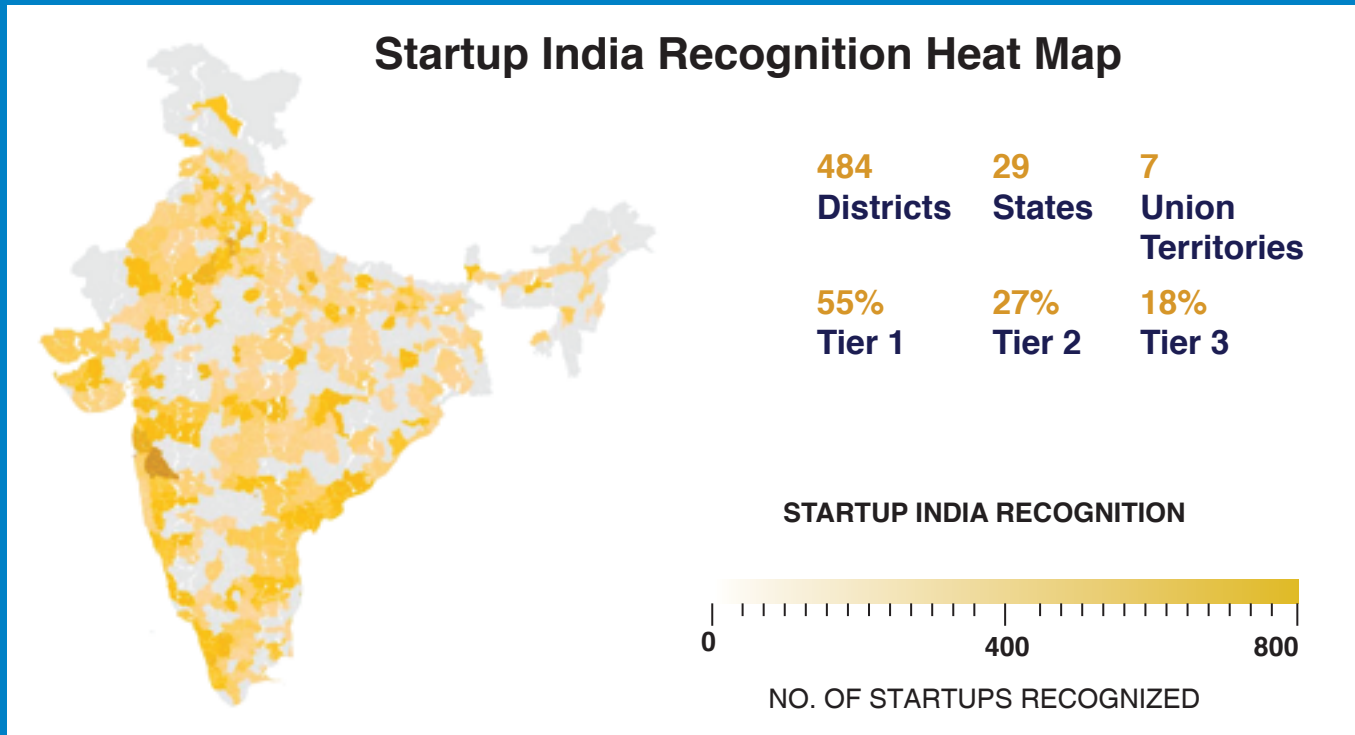 Startup India Recognition Heat Map
484
Districts
29
States
7
Union
Territories
55%
Tier 1
27%
Tier 2
18%
Tier 3
STARTUP INDIA RECOGNITION
0
400
800
NO. OF STARTUPS RECOGNIZED